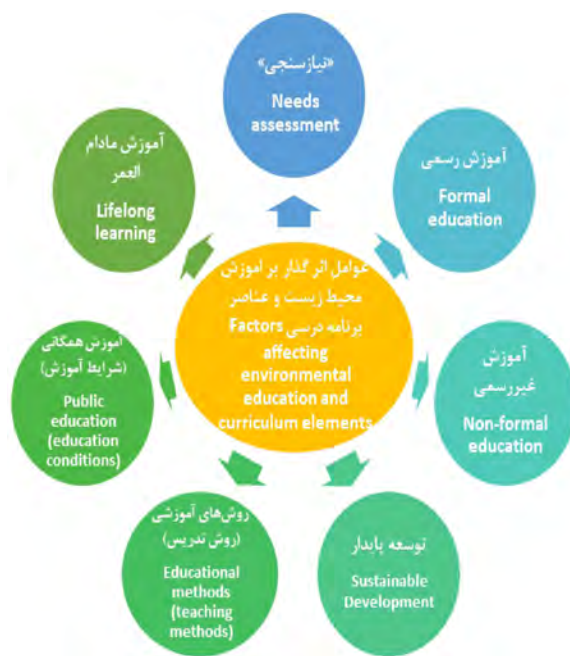 «نیازسنجی»
Needs
assessment
آموزش رسمی
Formal
education
آموزش
غیررسمی
Non-formal
education
توسعه پایدار
Sustainable
Development
روش‌های آموزشی
(روش تدریس)
Educational
methods
(teaching
methods)
آموزش همگانی
(شرایط آموزش)
Public
education
(education
conditions)
آموزش مادام
العمر
Lifelong
learning
عوامل اثر گذار بر آموزش
محیط زیست و عناصر
برنامه درسی Factors
affecting
environmental
education and
curriculum elements